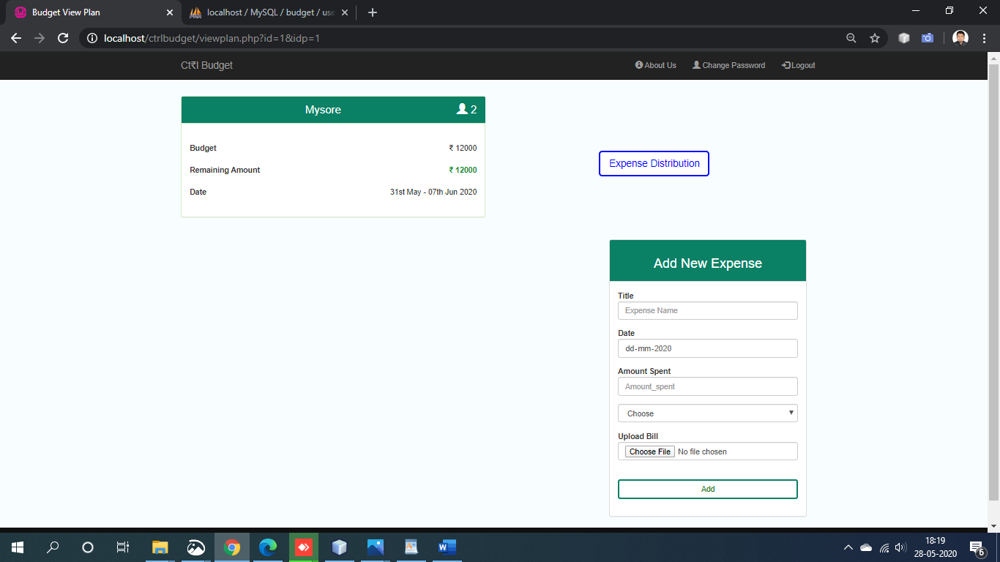 Budget View Plan
localhost / MySQL / budget / use
localhost/ctrlbudget/viewplan.php?id=1&idp=1
Ct₹l Budget
About Us
Change Password
Logout
Mysore
2
Budget
₹ 12000
Remaining Amount
₹ 12000
Date
31st May - 07th Jun 2020
Expense Distribution
Add New Expense
Title
Expense Name
Date
dd-mm-2020
Amount Spent
Amount_spent
Choose
Upload Bill
Choose File No file chosen
Add
18:19
28-05-2020
6